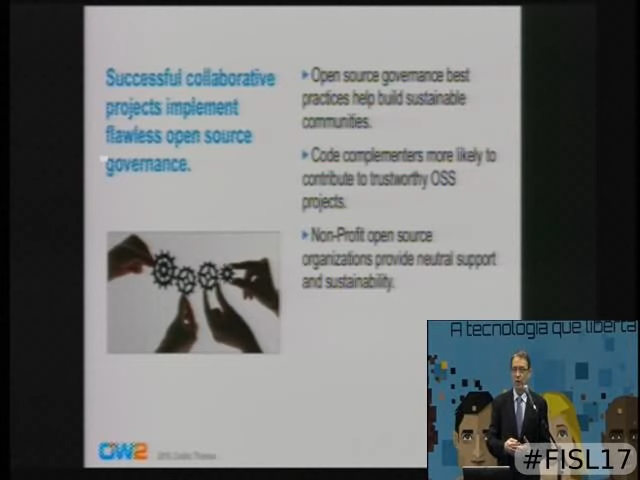 Successful collaborative
projects implement
flawless open source
governance.
Open source governance best
practices help build sustainable
communities.
Code complementers more likely to
contribute to trustworthy OSS
projects.
Non-Profit open source
organizations provide neutral support
and sustainability.
OW2
A tecnologia que liberta
#FISL17